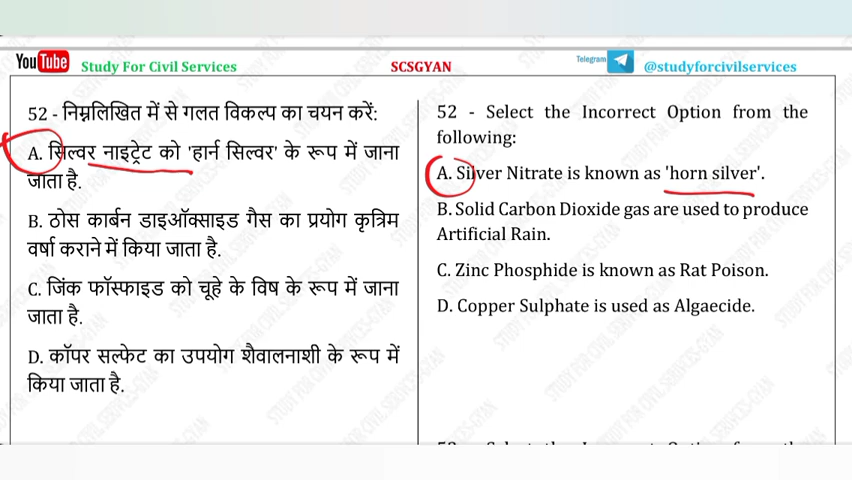 YouTube Study For Civil Services SCSGYAN Telegram @studyforcivilservices
52 - निम्नलिखित में से गलत विकल्प का चयन करें:
A. सिल्वर नाइट्रेट को 'हार्न सिल्वर' के रूप में जाना
जाता है.
B. ठोस कार्बन डाइऑक्साइड गैस का प्रयोग कृत्रिम
वर्षा कराने में किया जाता है.
C. जिंक फॉस्फाइड को चूहे के विष के रूप में जाना
जाता है.
D. कॉपर सल्फेट का उपयोग शैवालनाशी के रूप में
किया जाता है.
52 - Select the Incorrect Option from the
following:
A. Silver Nitrate is known as 'horn silver'.
B. Solid Carbon Dioxide gas are used to produce
Artificial Rain.
C. Zinc Phosphide is known as Rat Poison.
D. Copper Sulphate is used as Algaecide.